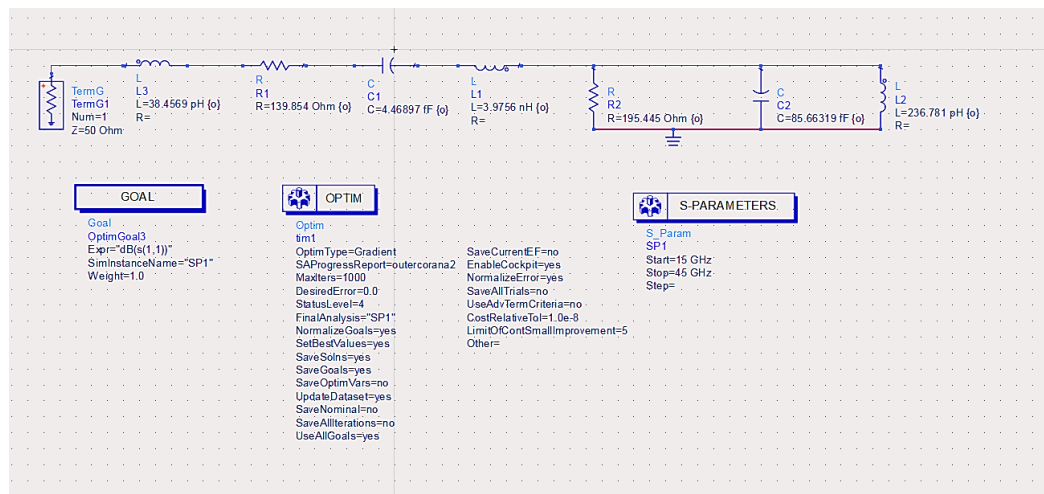 TermG
TermG1
Num=1
Z=50 Ohm
L
L3
L=38.4569 pH {o}
R=
R
R1
R=139.854 Ohm {o}
C
C1
C=4.46897 fF {o}
L
L1
L=3.9756 nH {o}
R=
R
R2
R=195.445 Ohm {o}
C
C2
C=85.66319 fF {o}
L
L2
L=236.781 pH {o}
R=
GOAL
Goal
OptimGoal3
Expr="dB(s(1,1))"
SimInstanceName="SP1"
Weight=1.0
OPTIM
Optim
tim1
OptimType=Gradient
SAProgressReport=outercorana2
MaxIters=1000
DesiredError=0.0
StatusLevel=4
FinalAnalysis="SP1"
NormalizeGoals=yes
SetBestValues=yes
SaveSolns=yes
SaveGoals=yes
SaveOptimVars=no
UpdateDataset=yes
SaveNominal=no
SaveAllIterations=no
UseAllGoals=yes
SaveCurrentEF=no
EnableCockpit=yes
NormalizeError=yes
SaveAllTrials=no
UseAdvTermCriteria=no
CostRelativeTol=1.0e-8
LimitOfContSmallImprovement=5
Other=
S-PARAMETERS
S_Param
SP1
Start=15 GHz
Stop=45 GHz
Step=